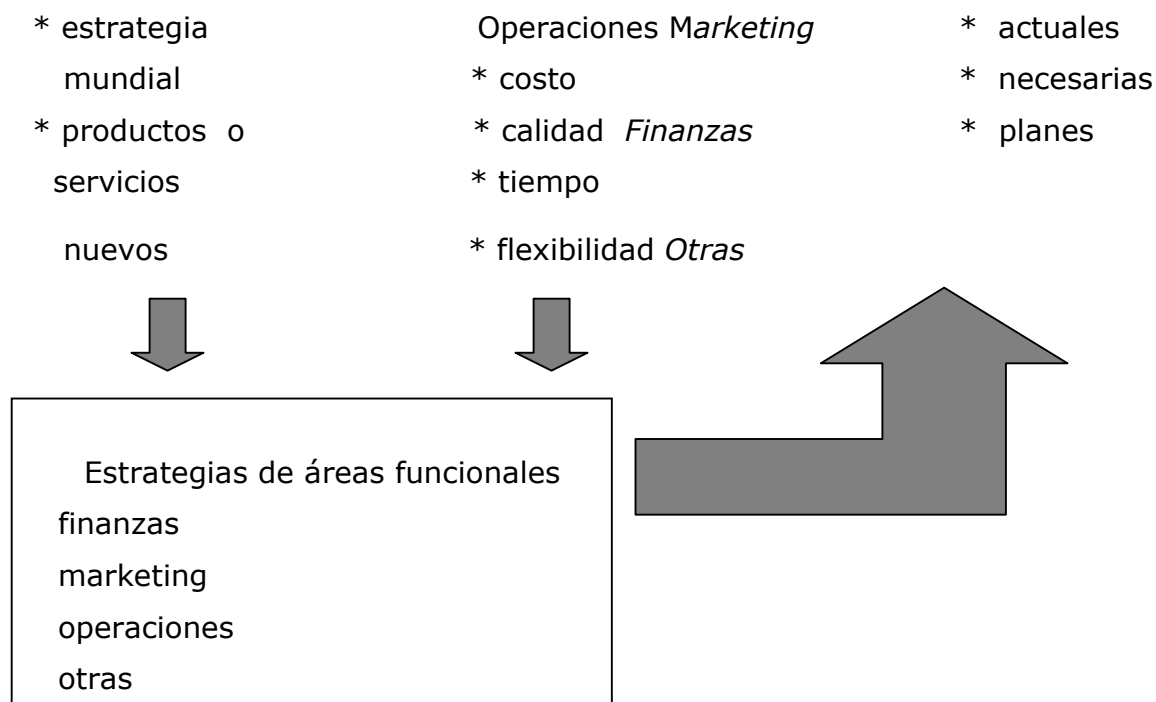 * estrategia
mundial
* productos o
servicios
nuevos
Operaciones Marketing
* costo
* calidad Finanzas
* tiempo
* flexibilidad Otras
* actuales
* necesarias
* planes
Estrategias de áreas funcionales
finanzas
marketing
operaciones
otras